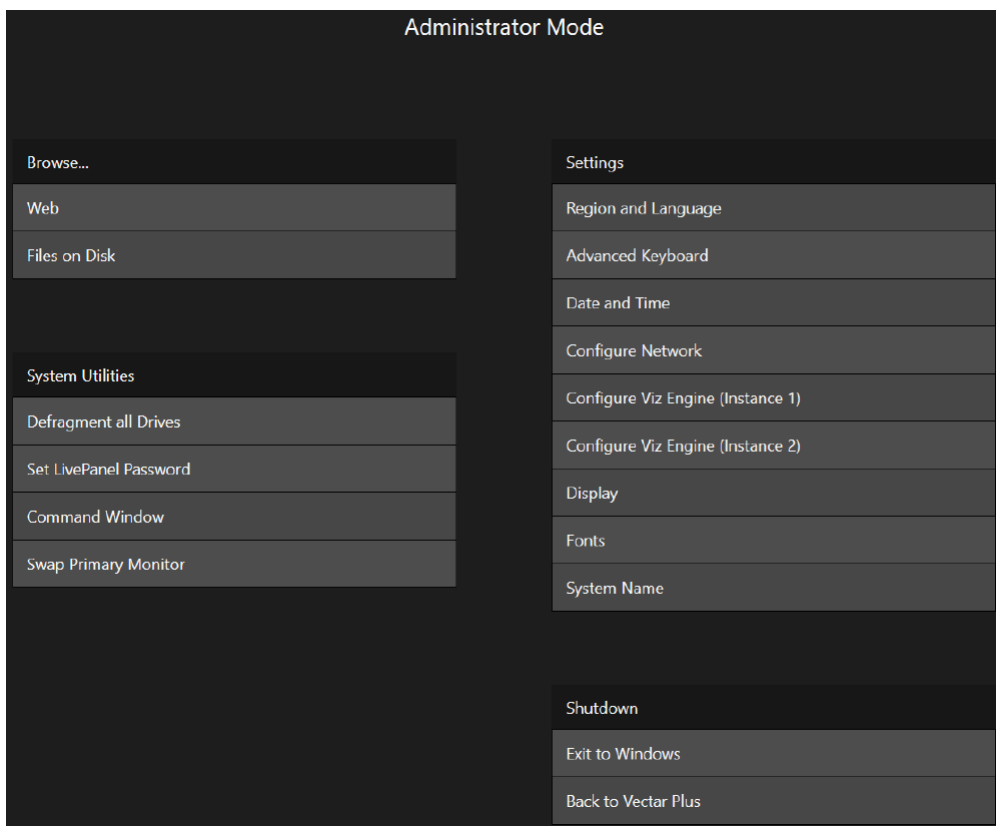 Administrator Mode
Browse...
Web
Files on Disk
System Utilities
Defragment all Drives
Set LivePanel Password
Command Window
Swap Primary Monitor
Settings
Region and Language
Advanced Keyboard
Date and Time
Configure Network
Configure Viz Engine (Instance 1)
Configure Viz Engine (Instance 2)
Display
Fonts
System Name
Shutdown
Exit to Windows
Back to Vectar Plus